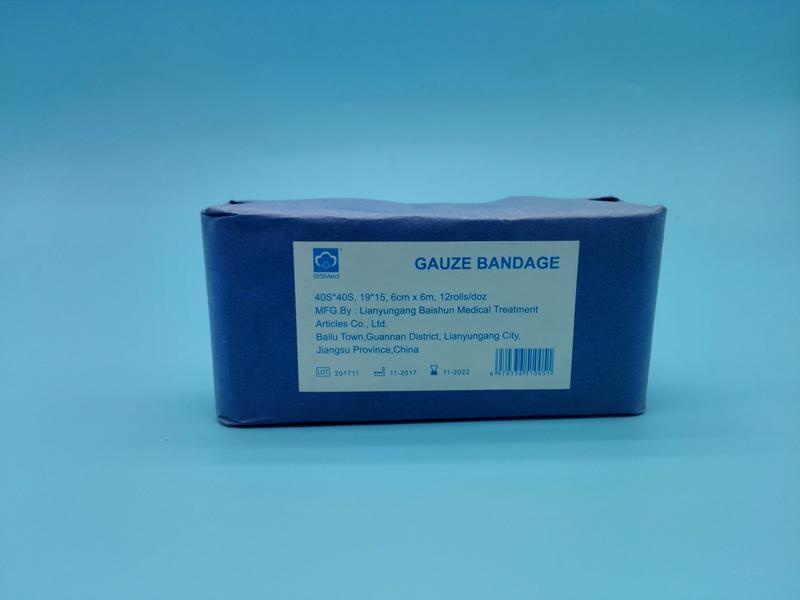 BSMed
GAUZE BANDAGE
40S*40S, 19*15, 6cm x 6m, 12rolls/doz
MFG.By : Lianyungang Baishun Medical Treatment
Articles Co., Ltd.
Bailu Town,Guannan District, Lianyungang City,
Jiangsu Province,China
LOT 201711 11-2017 11-2022